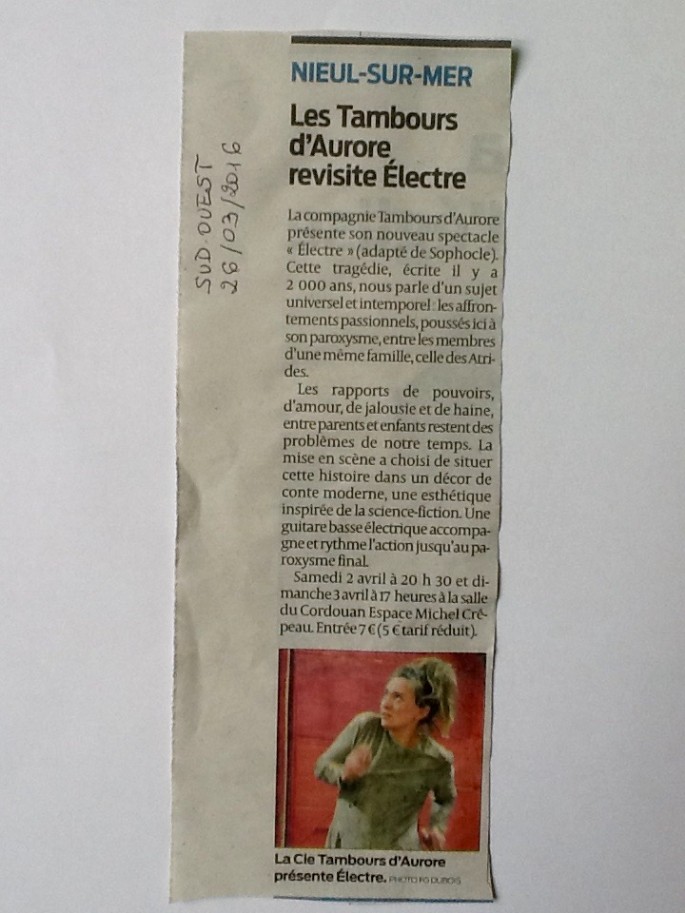 SUD.OUEST
26/03/2016
NIEUL-SUR-MER
Les Tambours
d'Aurore
revisite Électre
La compagnie Tambours d'Aurore
présente son nouveau spectacle
« Électre » (adapté de Sophocle).
Cette tragédie, écrite il y a
2 000 ans, nous parle d'un sujet
universel et intemporel : les affron-
tements passionnels, poussés ici à
son paroxysme, entre les membres
d'une même famille, celle des Atri-
des.
Les rapports de pouvoirs,
d'amour, de jalousie et de haine,
entre parents et enfants restent des
problèmes de notre temps. La
mise en scène a choisi de situer
cette histoire dans un décor de
conte moderne, une esthétique
inspirée de la science-fiction. Une
guitare basse électrique accompa-
gne et rythme l'action jusqu'au pa-
roxysme final.
Samedi 2 avril à 20 h 30 et di-
manche 3 avril à 17 heures à la salle
du Cordouan Espace Michel Cré-
peau. Entrée 7 € (5 € tarif réduit).
La Cie Tambours d'Aurore
présente Électre. PHOTO FG DUBOIS